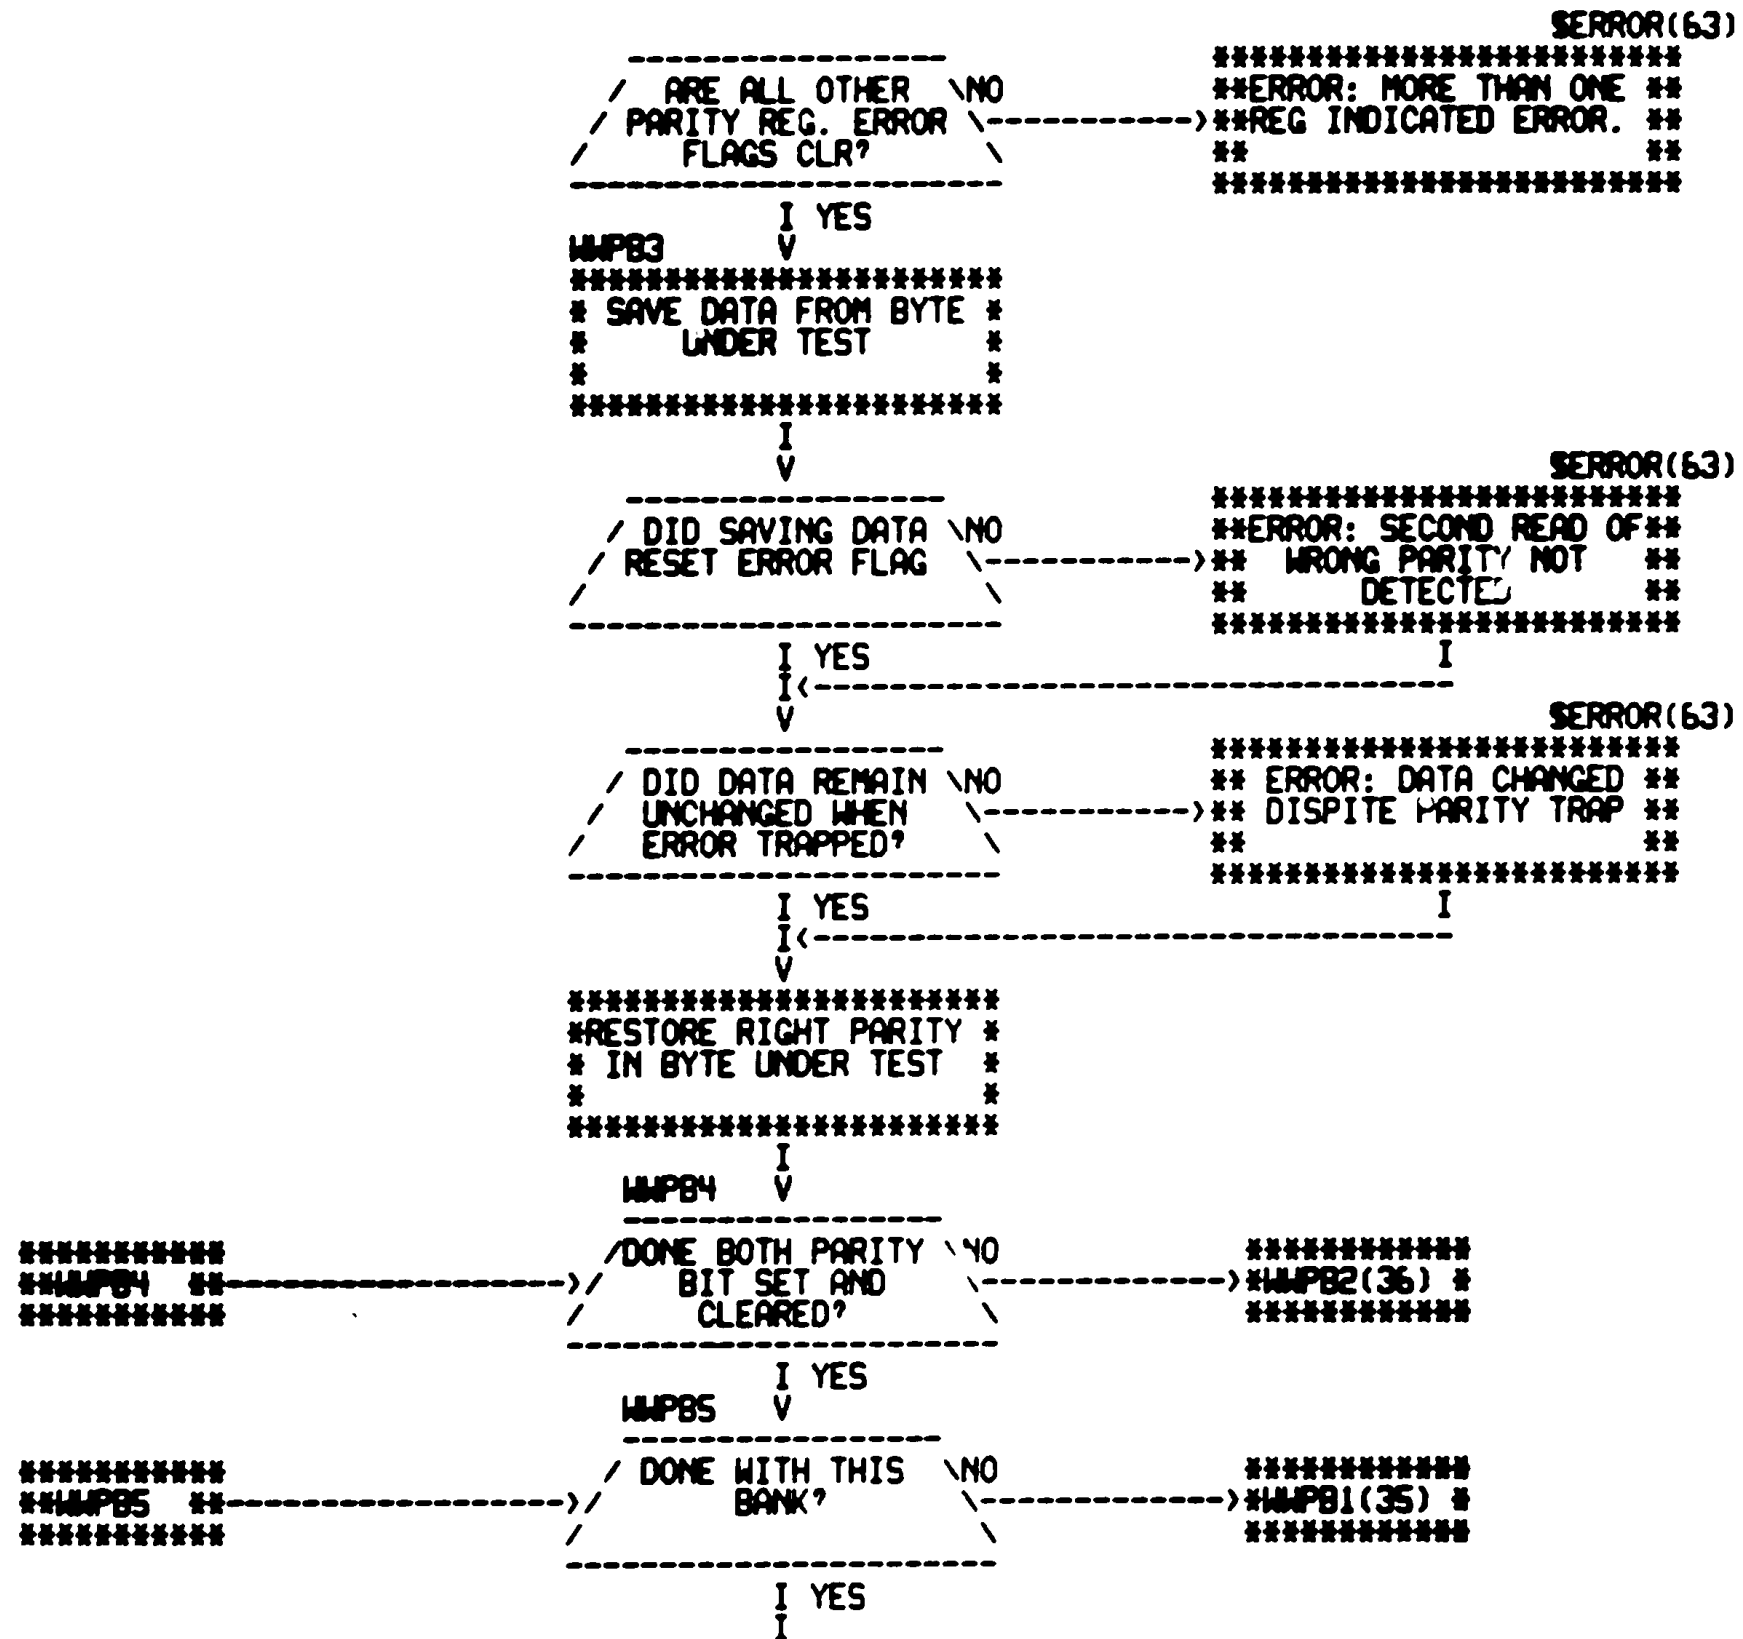 $ERROR(63)
ARE ALL OTHER NO
PARITY REG. ERROR
FLAGS CLR?
**ERROR: MORE THAN ONE **
**REG INDICATED ERROR. **
YES
WWPB3
* SAVE DATA FROM BYTE *
* UNDER TEST *
$ERROR(63)
DID SAVING DATA NO
RESET ERROR FLAG
**ERROR: SECOND READ OF**
** WRONG PARITY NOT **
** DETECTED **
YES
$ERROR(63)
DID DATA REMAIN NO
UNCHANGED WHEN
ERROR TRAPPED?
** ERROR: DATA CHANGED **
** DISPITE PARITY TRAP **
YES
*RESTORE RIGHT PARITY *
* IN BYTE UNDER TEST *
WWPB4
**WWPB4 **
DONE BOTH PARITY NO
BIT SET AND
CLEARED?
*WWPB2(36) *
YES
WWPB5
**WWPB5 **
DONE WITH THIS NO
BANK?
*WWPB1(35) *
YES